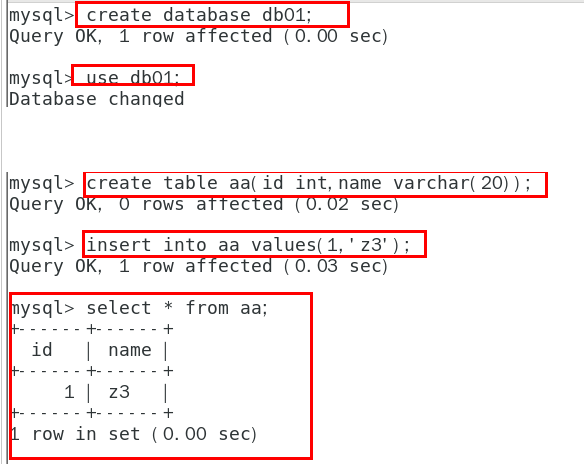 mysql> create database db01;
Query OK, 1 row affected (0.00 sec)
mysql> use db01;
Database changed
mysql> create table aa(id int,name varchar(20));
Query OK, 0 rows affected (0.02 sec)
mysql> insert into aa values(1,'z3');
Query OK, 1 row affected (0.03 sec)
mysql> select * from aa;
+------+------+
id | name |
+------+------+
1 | z3 |
+------+------+
1 row in set (0.00 sec)